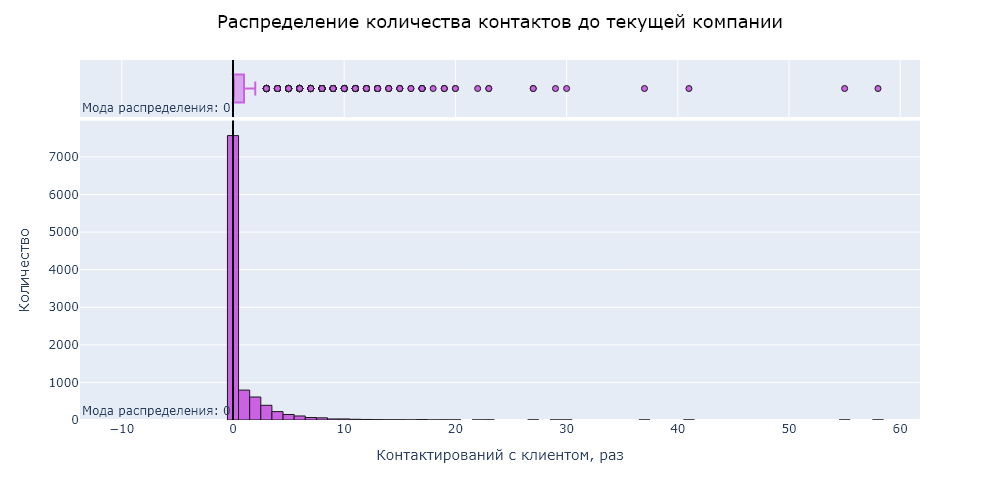 Распределение количества контактов до текущей компании
Мода распределения: 0
7000
6000
5000
4000
3000
2000
1000
0
Количество
Мода распределения: 0
−10 0 10 20 30 40 50 60
Контактирований с клиентом, раз